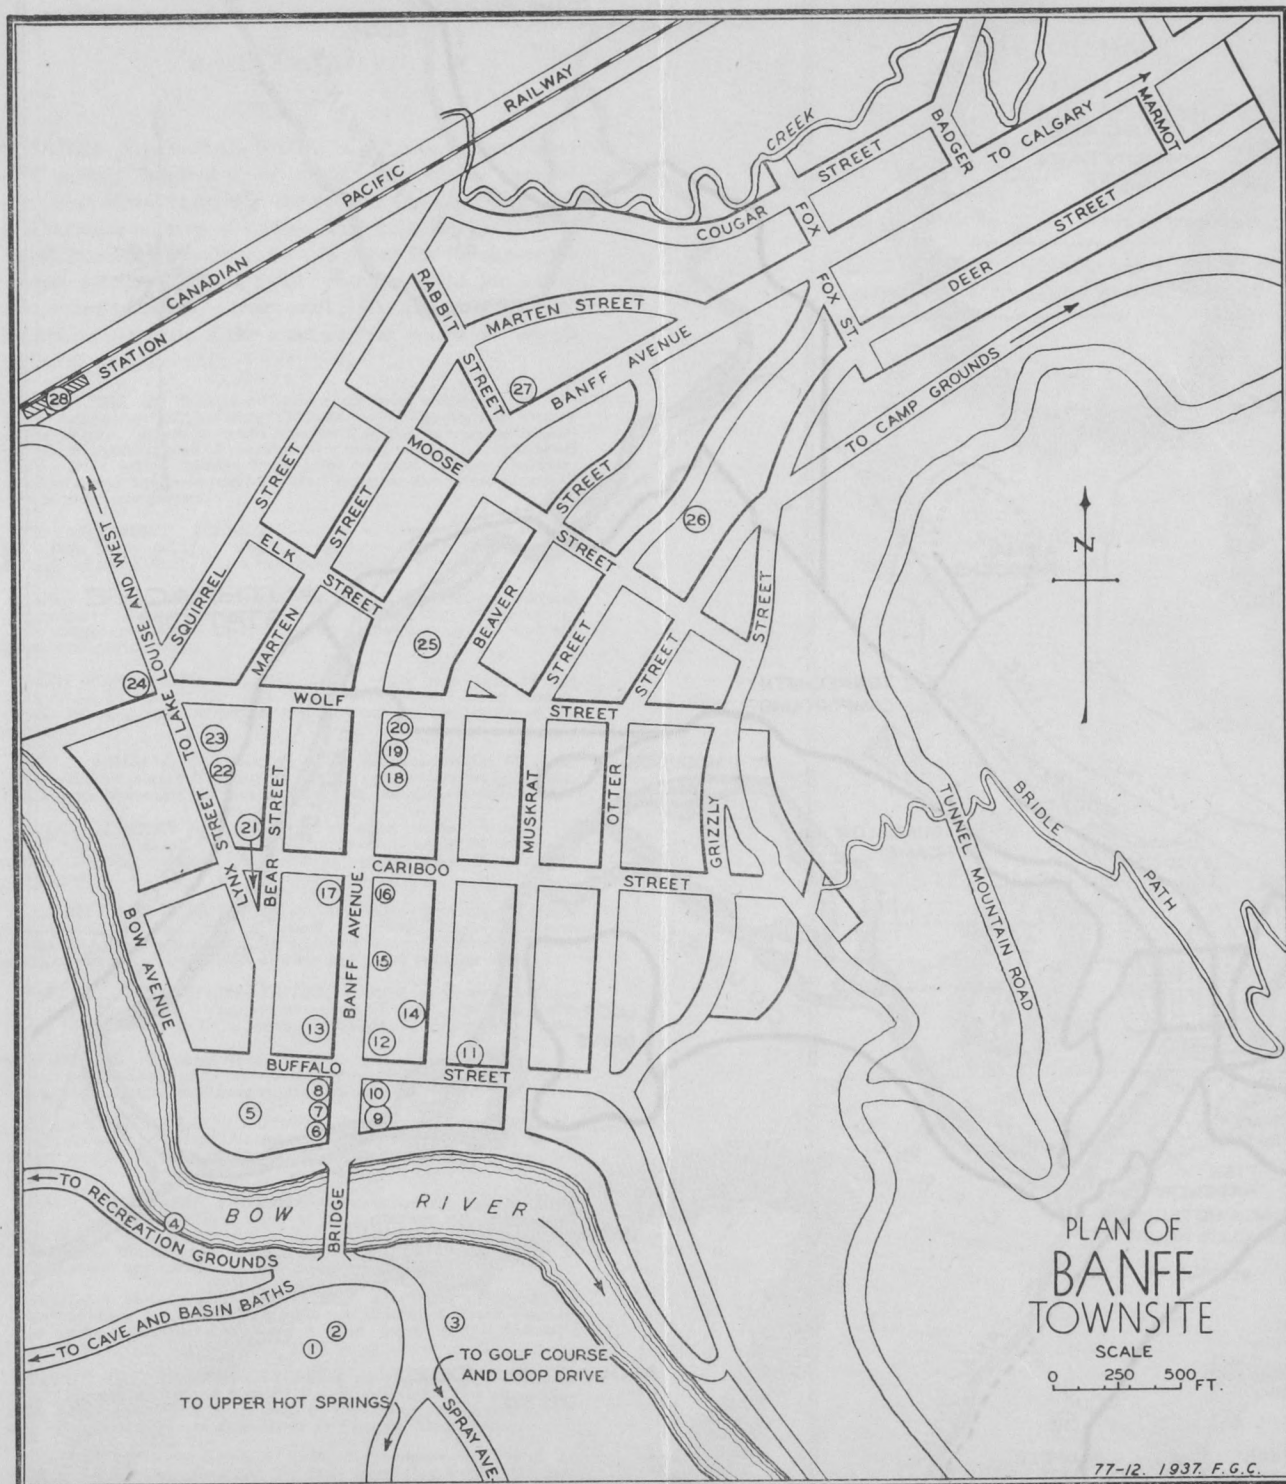 CANADIAN PACIFIC RAILWAY
STATION
28
CREEK
COUGAR STREET
BADGER
TO CALGARY
MARMOT
FOX
FOX ST.
DEER STREET
RABBIT STREET
MARTEN STREET
27
BANFF AVENUE
TO CAMP GROUNDS
MOOSE STREET
STREET
26
SQUIRREL STREET
ELK STREET
MARTEN STREET
BEAVER
STREET
STREET
STREET
25
N
TO LAKE LOUISE AND WEST
24
WOLF STREET
23
22
21
20
19
18
LYNX STREET
BEAR STREET
MUSKRAT
OTTER
GRIZZLY
CARIBOO STREET
TUNNEL MOUNTAIN ROAD
BRIDLE PATH
BOW AVENUE
BANFF AVENUE
17
16
15
14
13
12
11
BUFFALO STREET
5
8
7
6
10
9
BOW RIVER
BRIDGE
4
TO RECREATION GROUNDS
TO CAVE AND BASIN BATHS
1
2
3
TO GOLF COURSE
AND LOOP DRIVE
TO UPPER HOT SPRINGS
SPRAY AVE.
PLAN OF
BANFF
TOWNSITE
SCALE
0 250 500 FT.
77-12. 1937. F.G.C.